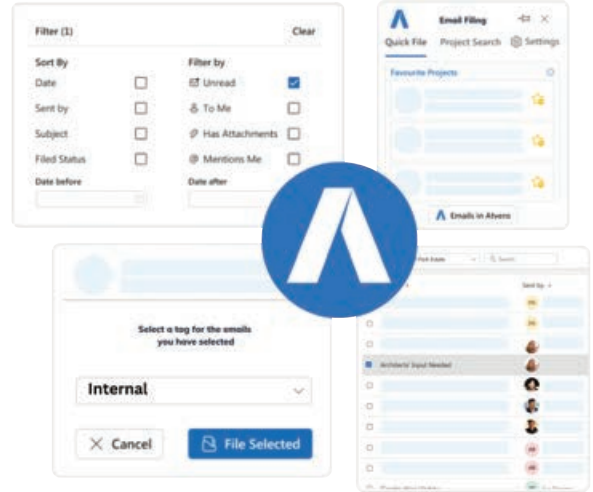 Filter (1) Clear
Sort By Filter by
Date Unread
Sent by To Me
Subject Has Attachments
Filed Status @ Mentions Me
Date before Date after
Email Filing
Quick File Project Search Settings
Favourite Projects
Emails in Atvero
Select a tag for the emails
you have selected
Internal
Cancel File Selected
Search
Sent by
Architects' Input Needed